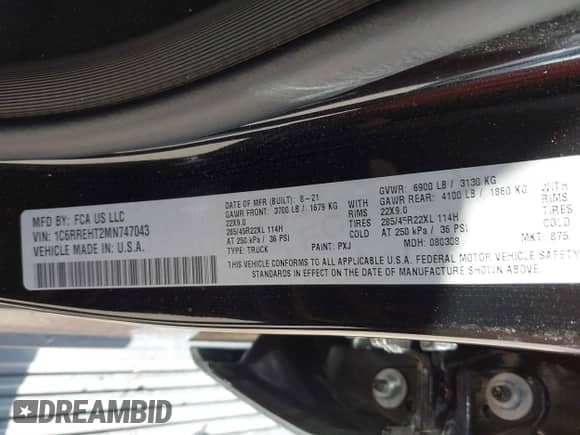 MFD BY: FCA US LLC
VIN: 1C6RREHT2MN747043
VEHICLE MADE IN: U.S.A.
DATE OF MFR (BUILT): 8-21
GAWR FRONT: 3700 LB / 1679 KG WITH
22X9.0 RIMS
285/45R22XL 114H TIRES
AT 250 kPa / 36 PSI COLD
TYPE: TRUCK PAINT: PXJ
GVWR: 6900 LB / 3130 KG
GAWR REAR: 4100 LB / 1860 KG WITH
22X9.0 RIMS
285/45R22XL 114H TIRES
AT 250 kPa / 36 PSI COLD
MDH: 080308 MKT: 875
THIS VEHICLE CONFORMS TO ALL APPLICABLE U.S.A. FEDERAL MOTOR VEHICLE SAFETY
STANDARDS IN EFFECT ON THE DATE OF MANUFACTURE SHOWN ABOVE.
DREAMBID